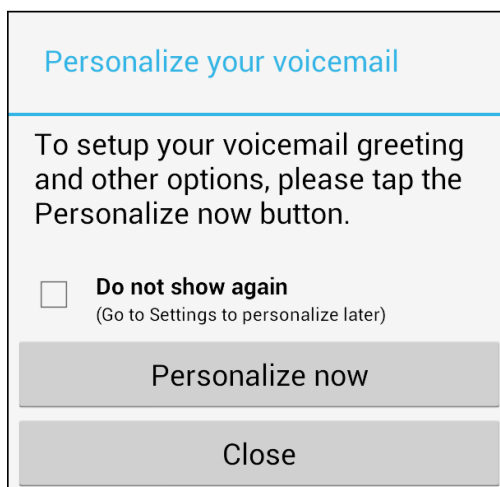 Personalize your voicemail
To setup your voicemail greeting
and other options, please tap the
Personalize now button.
Do not show again
(Go to Settings to personalize later)
Personalize now
Close